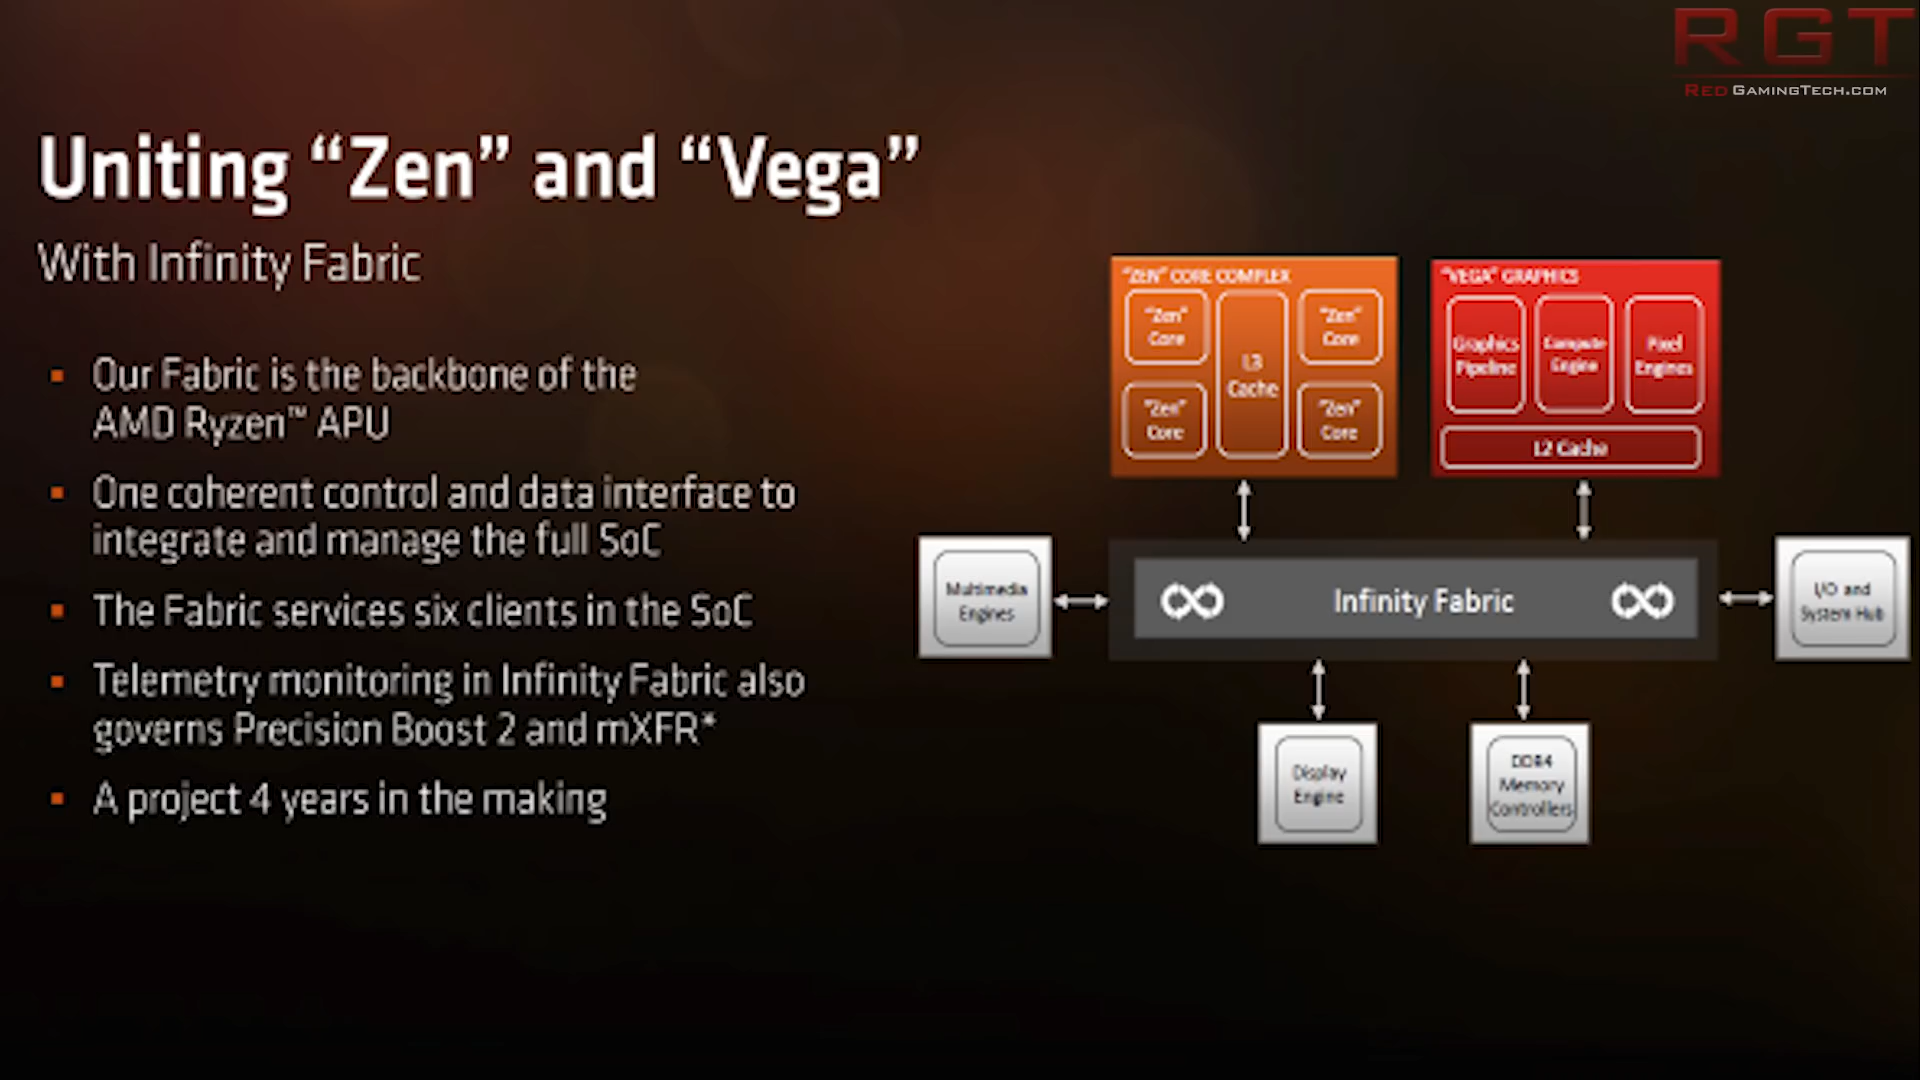 RGT
RedGamingTech.com
Uniting “Zen” and “Vega”
With Infinity Fabric
▪ Our Fabric is the backbone of the
AMD Ryzen™ APU
▪ One coherent control and data interface to
integrate and manage the full SoC
▪ The Fabric services six clients in the SoC
▪ Telemetry monitoring in Infinity Fabric also
governs Precision Boost 2 and mXFR*
▪ A project 4 years in the making
“ZEN” CORE COMPLEX
“Zen”
Core
“Zen”
Core
L3
Cache
“Zen”
Core
“Zen”
Core
“VEGA” GRAPHICS
Graphics
Pipeline
Compute
Engine
Pixel
Engines
L2 Cache
Multimedia
Engines
Infinity Fabric
I/O and
System Hub
Display
Engine
DDR4
Memory
Controllers